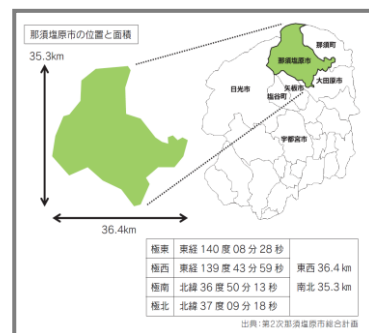 那須塩原市の位置と面積
35.3km
36.4km
那須町
那須塩原市
大田原市
日光市
矢板市
塩谷町
宇都宮市
極東 東経 140 度 08 分 28 秒
極西 東経 139 度 43 分 59 秒
極南 北緯 36 度 50 分 13 秒
極北 北緯 37 度 09 分 18 秒
東西 36.4 km
南北 35.3 km
出典：第2次那須塩原市総合計画